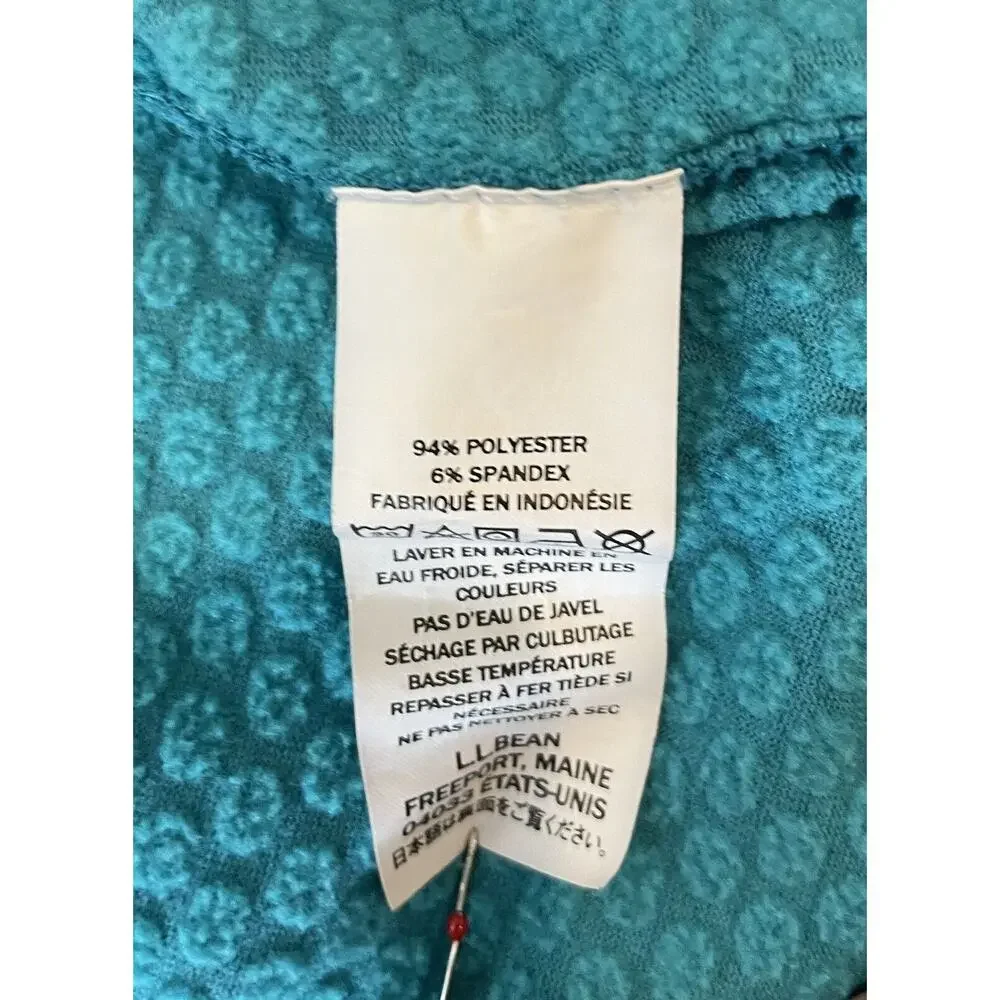 94% POLYESTER
6% SPANDEX
FABRIQUÉ EN INDONÉSIE
LAVER EN MACHINE EN
EAU FROIDE, SÉPARER LES
COULEURS
PAS D'EAU DE JAVEL
SÉCHAGE PAR CULBUTAGE
BASSE TEMPÉRATURE
REPASSER À FER TIÈDE SI
NÉCESSAIRE
NE PAS NETTOYER À SEC
L.L.BEAN
FREEPORT, MAINE
04033 ÉTATS-UNIS
日本語は裏面をご覧ください。